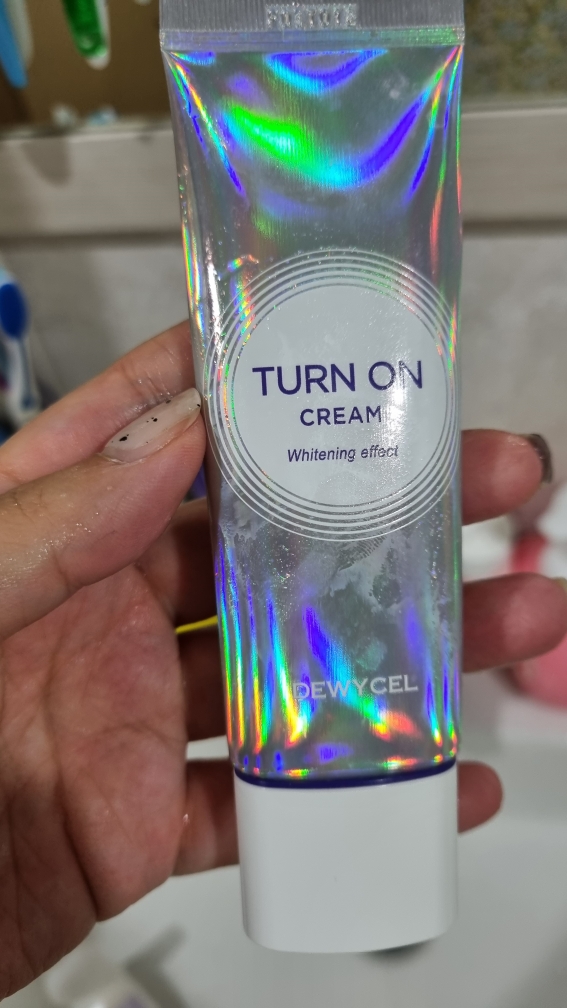 TURN ON
CREAM
Whitening effect
DEWYCEL